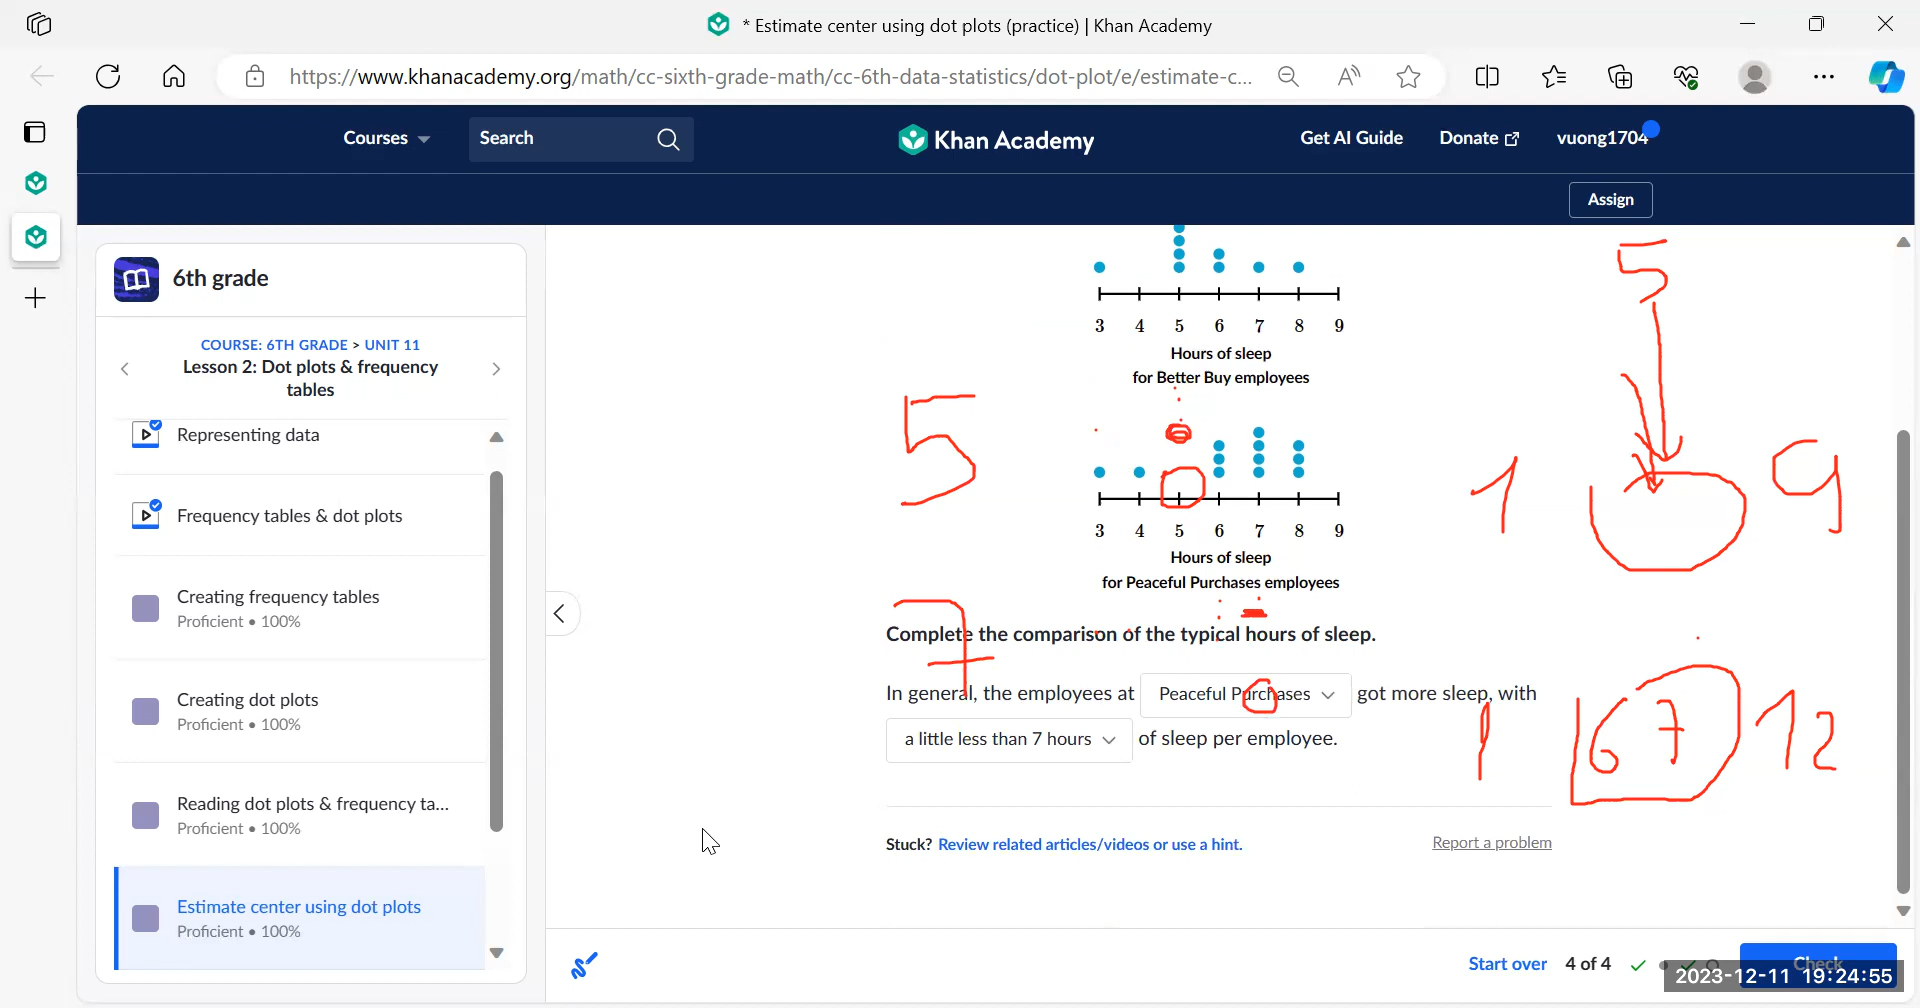 * Estimate center using dot plots (practice) | Khan Academy
https://www.khanacademy.org/math/cc-sixth-grade-math/cc-6th-data-statistics/dot-plot/e/estimate-c...
Courses
Search
Khan Academy
Get AI Guide
Donate
vuong1704
Assign
6th grade
COURSE: 6TH GRADE > UNIT 11
Lesson 2: Dot plots & frequency
tables
Representing data
Frequency tables & dot plots
Creating frequency tables
Proficient • 100%
Creating dot plots
Proficient • 100%
Reading dot plots & frequency ta...
Proficient • 100%
Estimate center using dot plots
Proficient • 100%
3 4 5 6 7 8 9
Hours of sleep
for Better Buy employees
3 4 5 6 7 8 9
Hours of sleep
for Peaceful Purchases employees
5
7
5
1 9
1 6 7 12
Complete the comparison of the typical hours of sleep.
In general, the employees at Peaceful Purchases got more sleep, with
a little less than 7 hours of sleep per employee.
Stuck? Review related articles/videos or use a hint.
Report a problem
Start over 4 of 4
Check
2023-12-11 19:24:55